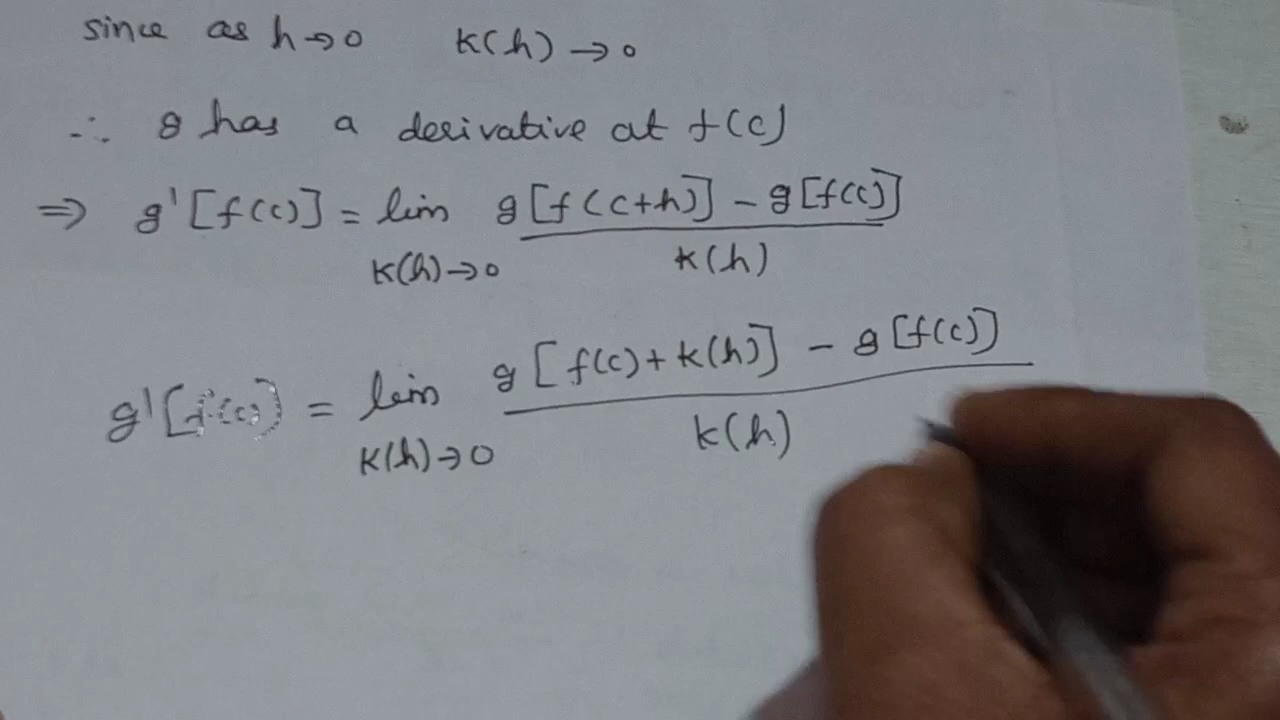 since as h→0 K(h)→0
∴ g has a derivative at f(c)
⇒ g'[f(c)] = lim g[f(c+h)] - g[f(c)]
K(h)→0 K(h)
g'[f(c)] = lim g[f(c)+k(h)] - g[f(c)]
K(h)→0 K(h)